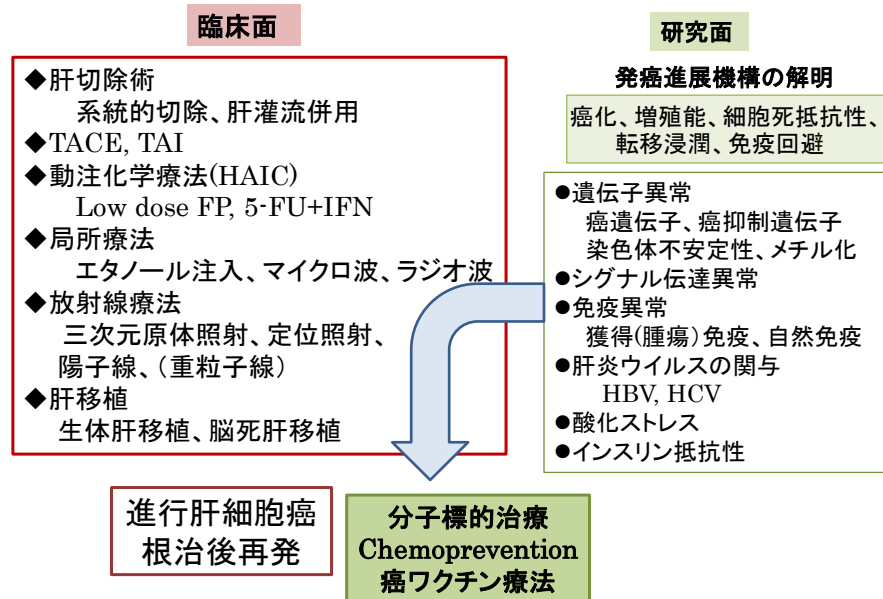 臨床面
◆肝切除術
系統的切除、肝灌流併用
◆TACE, TAI
◆動注化学療法(HAIC)
Low dose FP, 5-FU+IFN
◆局所療法
エタノール注入、マイクロ波、ラジオ波
◆放射線療法
三次元原体照射、定位照射、
陽子線、（重粒子線）
◆肝移植
生体肝移植、脳死肝移植
進行肝細胞癌
根治後再発
研究面
発癌進展機構の解明
癌化、増殖能、細胞死抵抗性、
転移浸潤、免疫回避
●遺伝子異常
癌遺伝子、癌抑制遺伝子
染色体不安定性、メチル化
●シグナル伝達異常
●免疫異常
獲得(腫瘍）免疫、自然免疫
●肝炎ウイルスの関与
HBV, HCV
●酸化ストレス
●インスリン抵抗性
分子標的治療
Chemoprevention
癌ワクチン療法